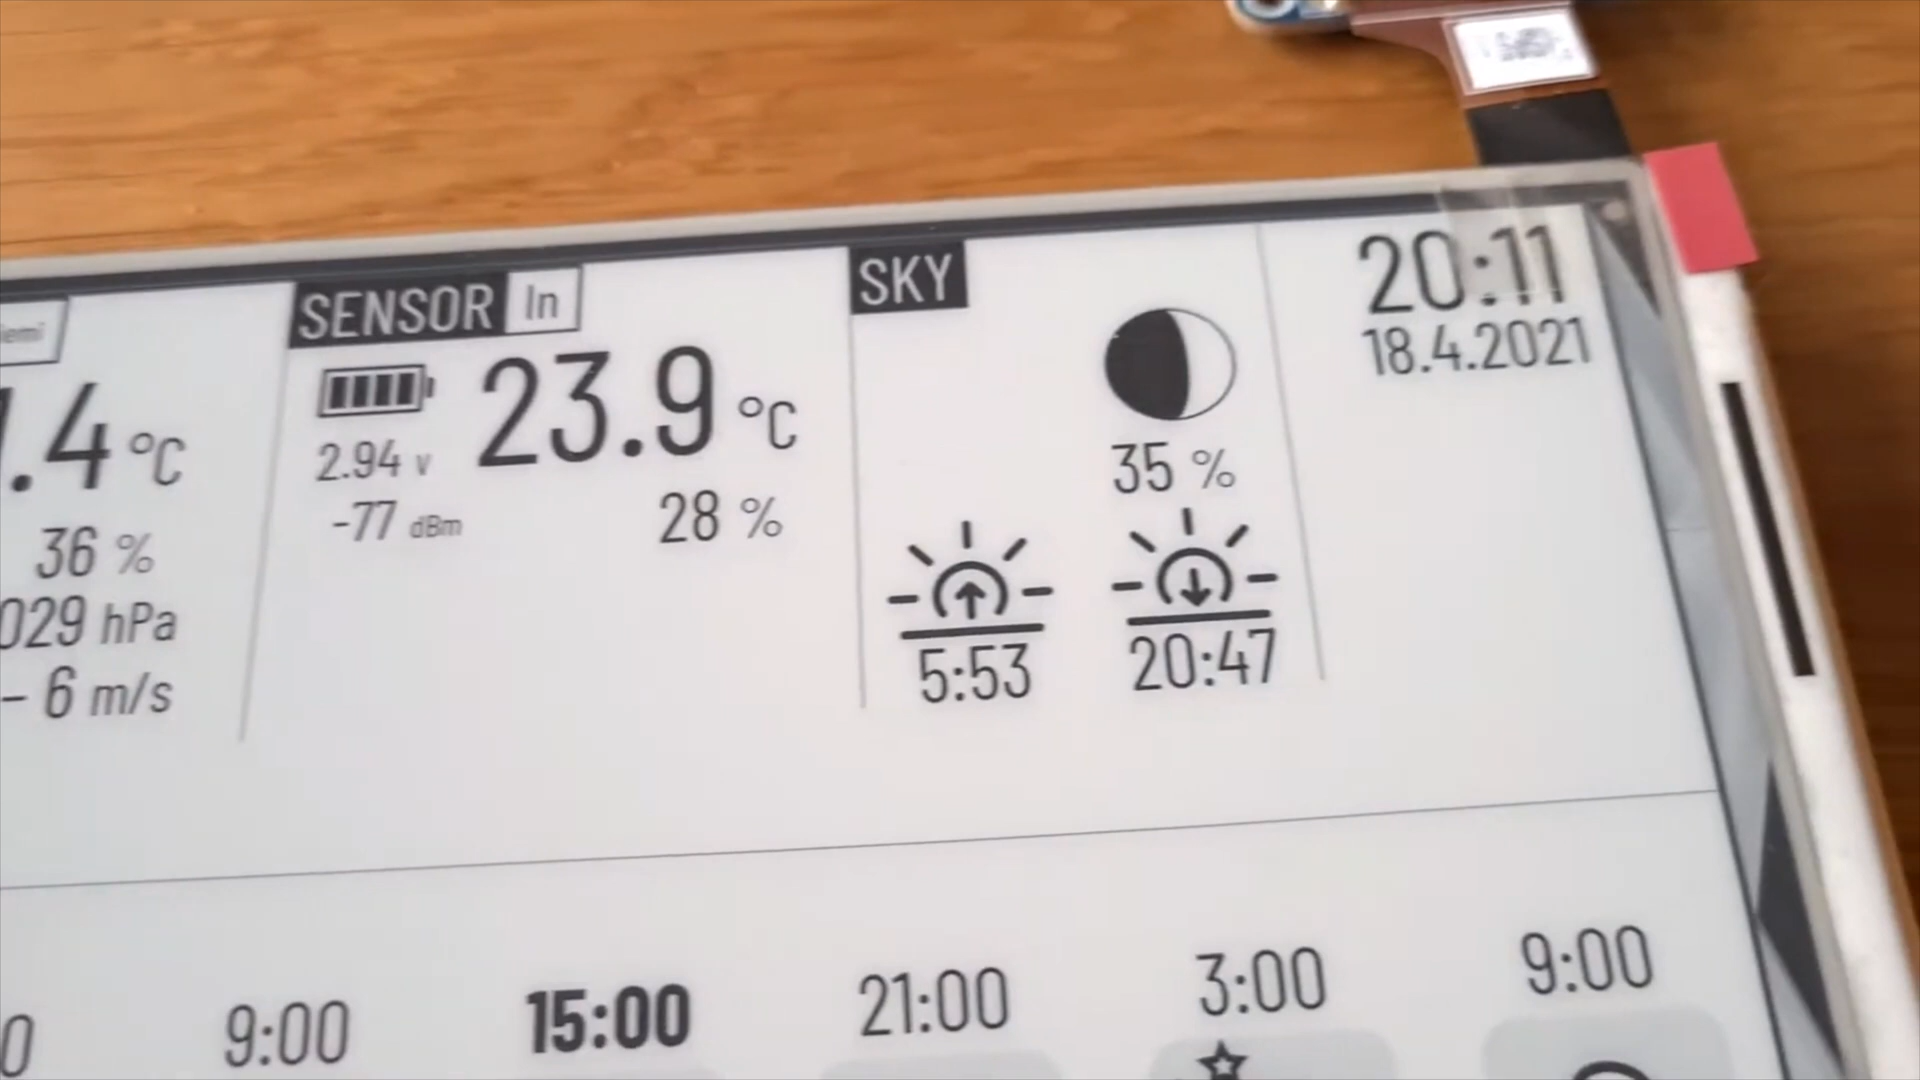 SENSOR In
2.94 v
-77 dBm
23.9 °C
28 %
.4 °C
36 %
029 hPa
– 6 m/s
SKY
35 %
5:53
20:47
20:11
18.4.2021
9:00
15:00
21:00
3:00
9:00